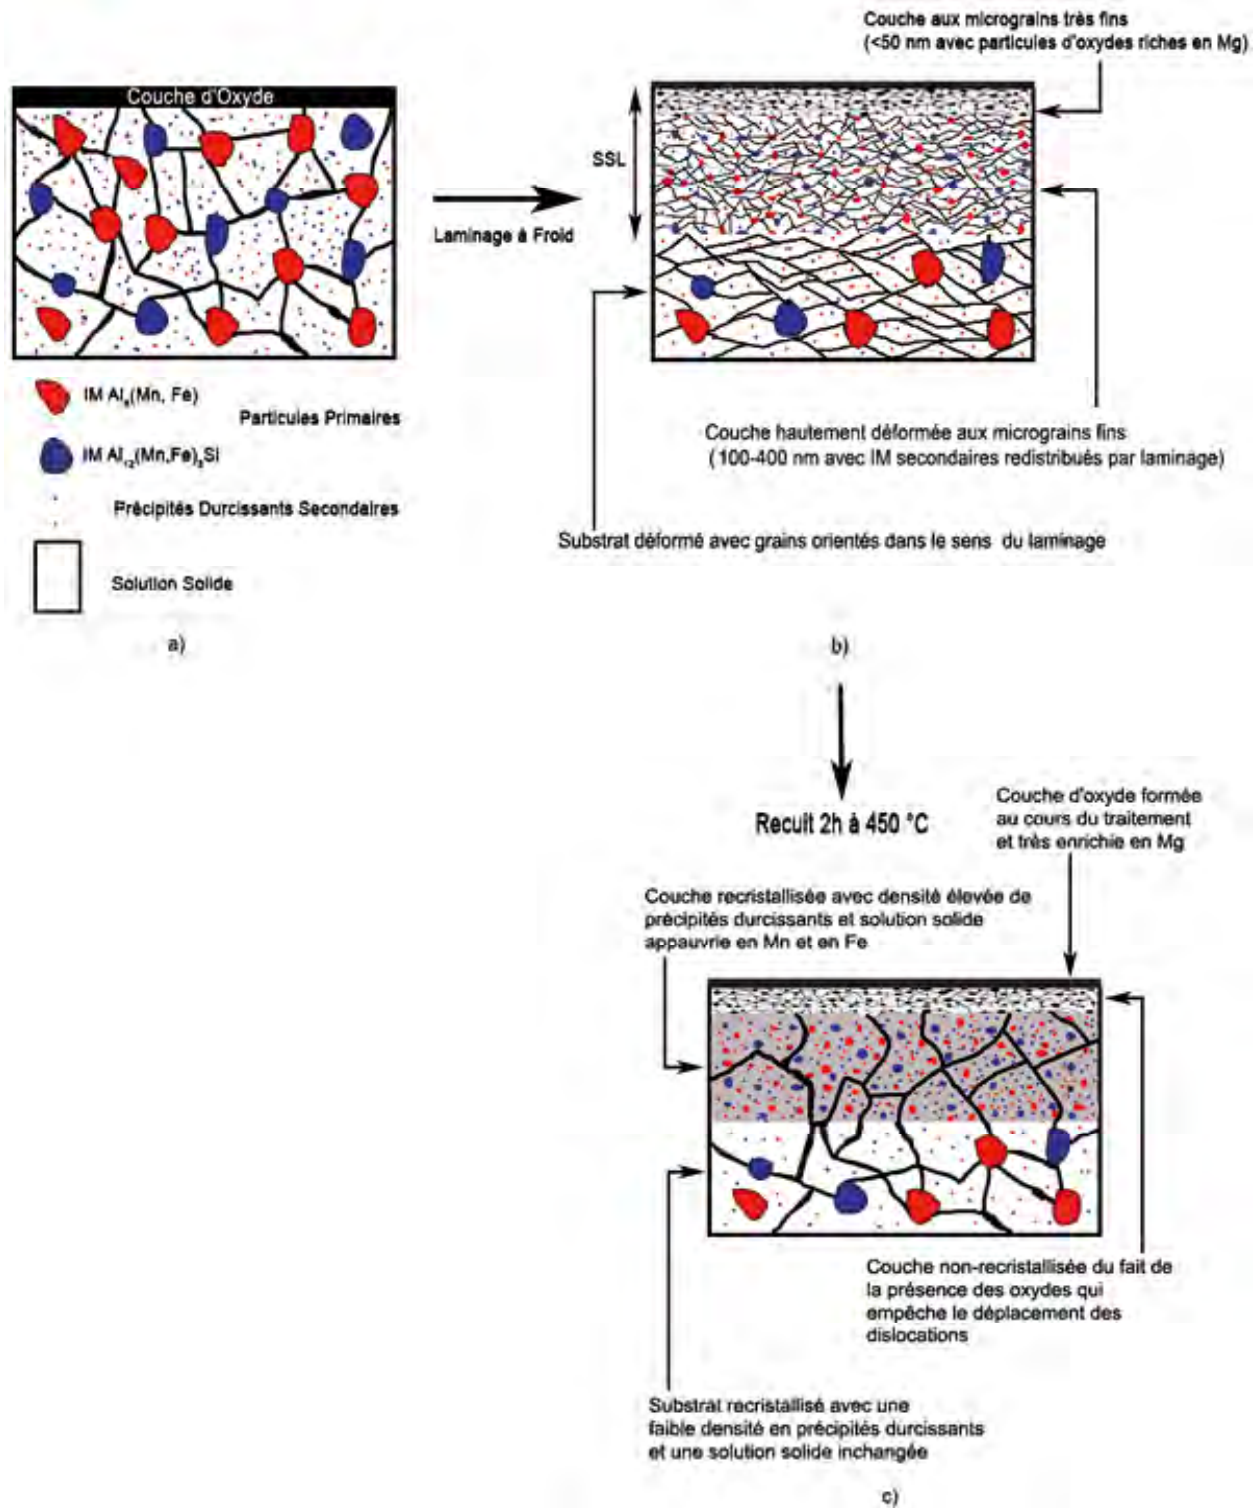 Couche aux micrograins très fins
(<50 nm avec particules d'oxydes riches en Mg)
Couche d'Oxyde
SSL
Laminage à Froid
IM Al₆(Mn, Fe)
Particules Primaires
IM Al₁₂(Mn,Fe)₃Si
Précipités Durcissants Secondaires
Solution Solide
a)
Couche hautement déformée aux micrograins fins
(100-400 nm avec IM secondaires redistribués par laminage)
Substrat déformé avec grains orientés dans le sens du laminage
b)
Recuit 2h à 450 °C
Couche d'oxyde formée
au cours du traitement
et très enrichie en Mg
Couche recristallisée avec densité élevée de
précipités durcissants et solution solide
appauvrie en Mn et en Fe
Couche non-recristallisée du fait de
la présence des oxydes qui
empêche le déplacement des
dislocations
Substrat recristallisé avec une
faible densité en précipités durcissants
et une solution solide inchangée
c)